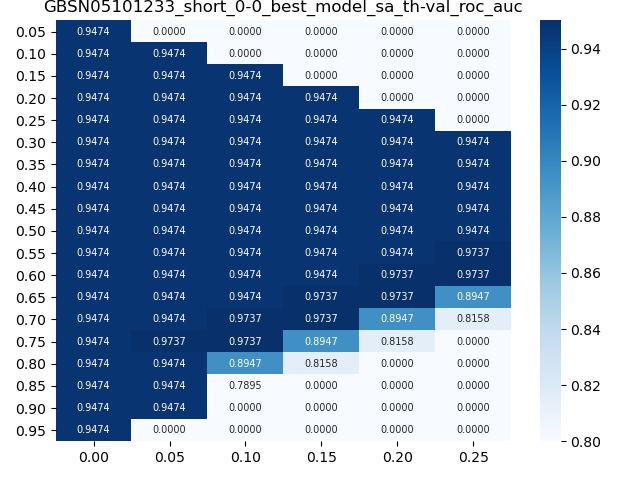 GBSN05101233_short_0-0_best_model_sa_th-val_roc_auc
0.05 0.9474 0.0000 0.0000 0.0000 0.0000 0.0000
0.10 0.9474 0.9474 0.0000 0.0000 0.0000 0.0000
0.15 0.9474 0.9474 0.9474 0.0000 0.0000 0.0000
0.20 0.9474 0.9474 0.9474 0.9474 0.0000 0.0000
0.25 0.9474 0.9474 0.9474 0.9474 0.9474 0.0000
0.30 0.9474 0.9474 0.9474 0.9474 0.9474 0.9474
0.35 0.9474 0.9474 0.9474 0.9474 0.9474 0.9474
0.40 0.9474 0.9474 0.9474 0.9474 0.9474 0.9474
0.45 0.9474 0.9474 0.9474 0.9474 0.9474 0.9474
0.50 0.9474 0.9474 0.9474 0.9474 0.9474 0.9474
0.55 0.9474 0.9474 0.9474 0.9474 0.9474 0.9737
0.60 0.9474 0.9474 0.9474 0.9474 0.9737 0.9737
0.65 0.9474 0.9474 0.9474 0.9737 0.9737 0.8947
0.70 0.9474 0.9474 0.9737 0.9737 0.8947 0.8158
0.75 0.9474 0.9737 0.9737 0.8947 0.8158 0.0000
0.80 0.9474 0.9474 0.8947 0.8158 0.0000 0.0000
0.85 0.9474 0.9474 0.7895 0.0000 0.0000 0.0000
0.90 0.9474 0.9474 0.0000 0.0000 0.0000 0.0000
0.95 0.9474 0.0000 0.0000 0.0000 0.0000 0.0000
0.00 0.05 0.10 0.15 0.20 0.25
0.94
0.92
0.90
0.88
0.86
0.84
0.82
0.80